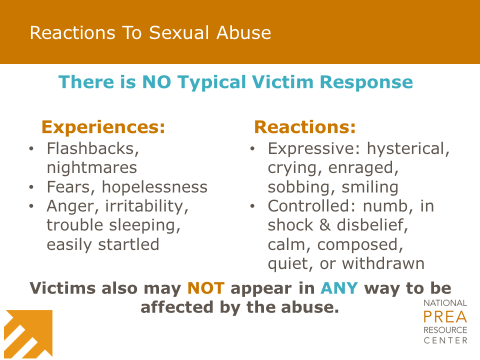 Reactions To Sexual Abuse
There is NO Typical Victim Response
Experiences:
• Flashbacks,
nightmares
• Fears, hopelessness
• Anger, irritability,
trouble sleeping,
easily startled
Reactions:
• Expressive: hysterical,
crying, enraged,
sobbing, smiling
• Controlled: numb, in
shock & disbelief,
calm, composed,
quiet, or withdrawn
Victims also may NOT appear in ANY way to be
affected by the abuse.
NATIONAL
PREA
RESOURCE
CENTER